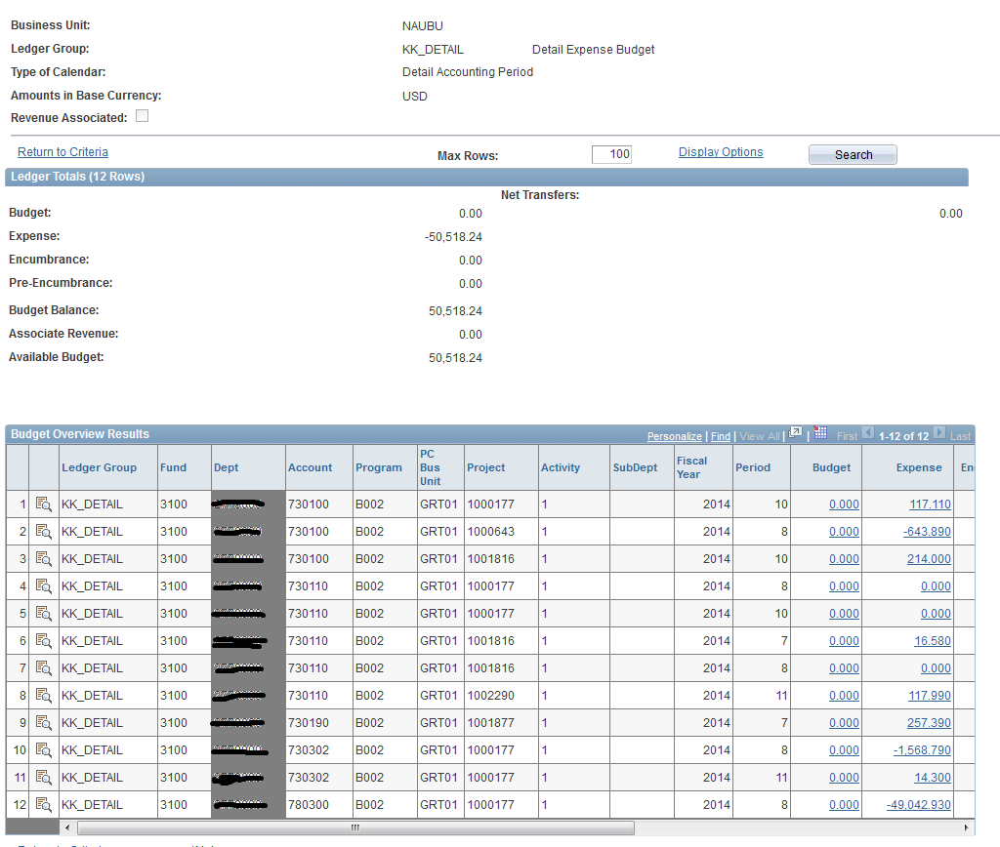 Business Unit: NAUBU
Ledger Group: KK_DETAIL Detail Expense Budget
Type of Calendar: Detail Accounting Period
Amounts in Base Currency: USD
Revenue Associated:
Return to Criteria Max Rows: 100 Display Options Search
Ledger Totals (12 Rows)
Net Transfers:
Budget: 0.00 0.00
Expense: -50,518.24
Encumbrance: 0.00
Pre-Encumbrance: 0.00
Budget Balance: 50,518.24
Associate Revenue: 0.00
Available Budget: 50,518.24
Budget Overview Results Personalize | Find | View All | | First 1-12 of 12 Last
Ledger Group Fund Dept Account Program PC Bus Unit Project Activity SubDept Fiscal Year Period Budget Expense En
1 KK_DETAIL 3100 730100 B002 GRT01 1000177 1 2014 10 0.000 117.110
2 KK_DETAIL 3100 730100 B002 GRT01 1000643 1 2014 8 0.000 -643.890
3 KK_DETAIL 3100 730100 B002 GRT01 1001816 1 2014 10 0.000 214.000
4 KK_DETAIL 3100 730110 B002 GRT01 1000177 1 2014 8 0.000 0.000
5 KK_DETAIL 3100 730110 B002 GRT01 1000177 1 2014 10 0.000 0.000
6 KK_DETAIL 3100 730110 B002 GRT01 1001816 1 2014 7 0.000 16.580
7 KK_DETAIL 3100 730110 B002 GRT01 1001816 1 2014 8 0.000 0.000
8 KK_DETAIL 3100 730110 B002 GRT01 1002290 1 2014 11 0.000 117.990
9 KK_DETAIL 3100 730190 B002 GRT01 1001877 1 2014 7 0.000 257.390
10 KK_DETAIL 3100 730302 B002 GRT01 1000177 1 2014 8 0.000 -1,568.790
11 KK_DETAIL 3100 730302 B002 GRT01 1000177 1 2014 11 0.000 14.300
12 KK_DETAIL 3100 780300 B002 GRT01 1000177 1 2014 8 0.000 -49,042.930